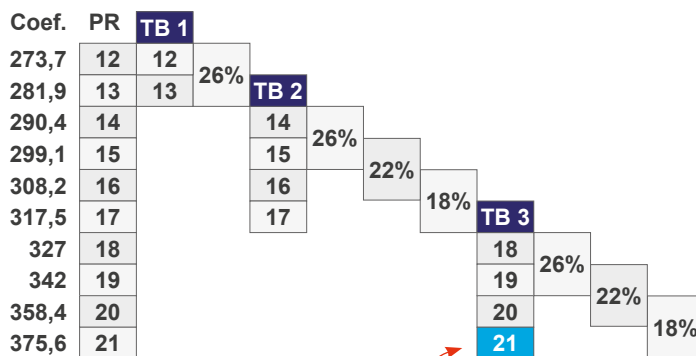 Coef. PR TB 1
273,7 12 12
26%
281,9 13 13 TB 2
290,4 14 14
26%
299,1 15 15
22%
308,2 16 16
18%
317,5 17 17 TB 3
327 18 18
26%
342 19 19
22%
358,4 20 20
18%
375,6 21 21